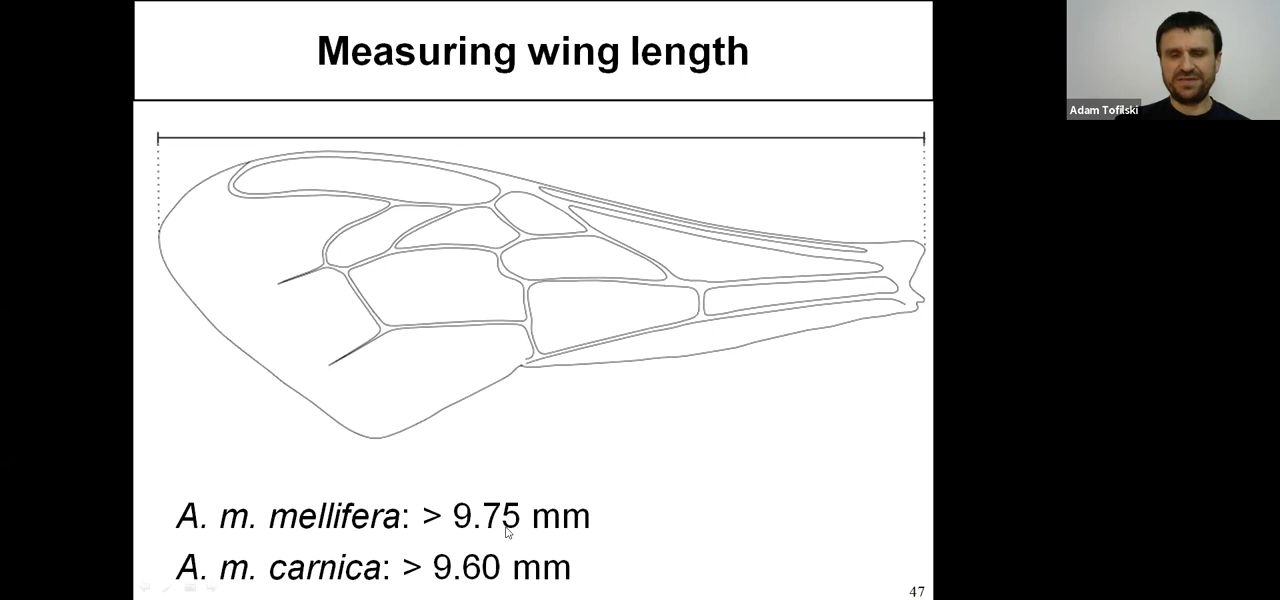 Measuring wing length
Adam Tofilski
A. m. mellifera: > 9.75 mm
A. m. carnica: > 9.60 mm
47